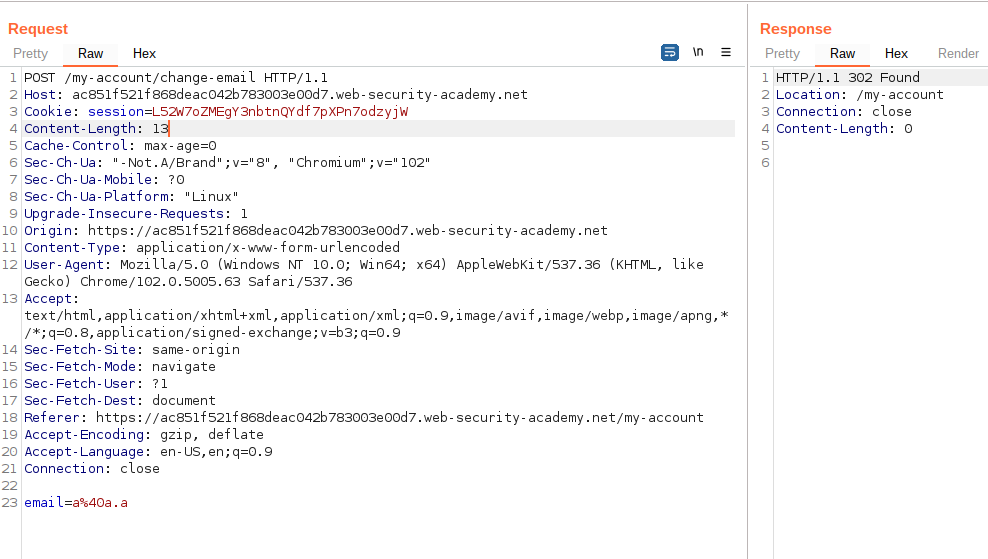 Request
Pretty Raw Hex \n
1 POST /my-account/change-email HTTP/1.1
2 Host: ac851f521f868deac042b783003e00d7.web-security-academy.net
3 Cookie: session=L52W7oZMEgY3nbtnQYdf7pXPn7odzyjW
4 Content-Length: 13
5 Cache-Control: max-age=0
6 Sec-Ch-Ua: "-Not.A/Brand";v="8", "Chromium";v="102"
7 Sec-Ch-Ua-Mobile: ?0
8 Sec-Ch-Ua-Platform: "Linux"
9 Upgrade-Insecure-Requests: 1
10 Origin: https://ac851f521f868deac042b783003e00d7.web-security-academy.net
11 Content-Type: application/x-www-form-urlencoded
12 User-Agent: Mozilla/5.0 (Windows NT 10.0; Win64; x64) AppleWebKit/537.36 (KHTML, like
Gecko) Chrome/102.0.5005.63 Safari/537.36
13 Accept:
text/html,application/xhtml+xml,application/xml;q=0.9,image/avif,image/webp,image/apng,*
/*;q=0.8,application/signed-exchange;v=b3;q=0.9
14 Sec-Fetch-Site: same-origin
15 Sec-Fetch-Mode: navigate
16 Sec-Fetch-User: ?1
17 Sec-Fetch-Dest: document
18 Referer: https://ac851f521f868deac042b783003e00d7.web-security-academy.net/my-account
19 Accept-Encoding: gzip, deflate
20 Accept-Language: en-US,en;q=0.9
21 Connection: close
22
23 email=a%40a.a
Response
Pretty Raw Hex Render
1 HTTP/1.1 302 Found
2 Location: /my-account
3 Connection: close
4 Content-Length: 0
5
6